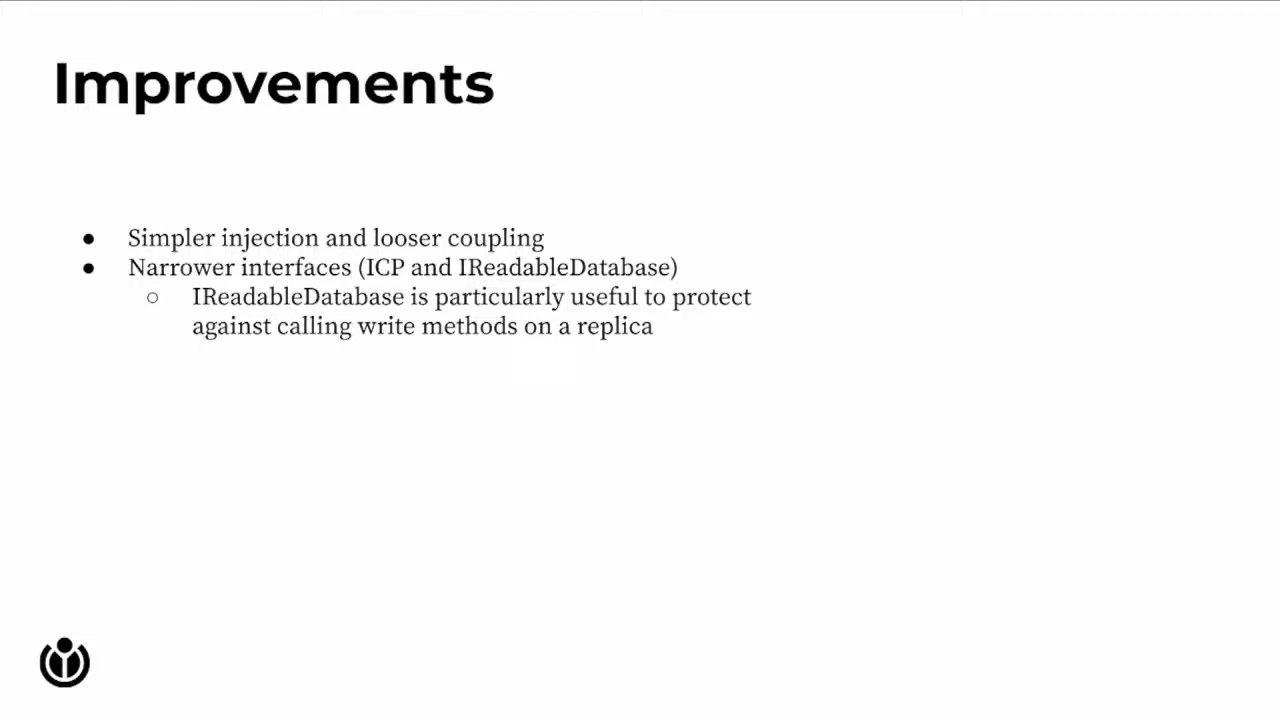 Improvements
● Simpler injection and looser coupling
● Narrower interfaces (ICP and IReadableDatabase)
○ IReadableDatabase is particularly useful to protect
against calling write methods on a replica